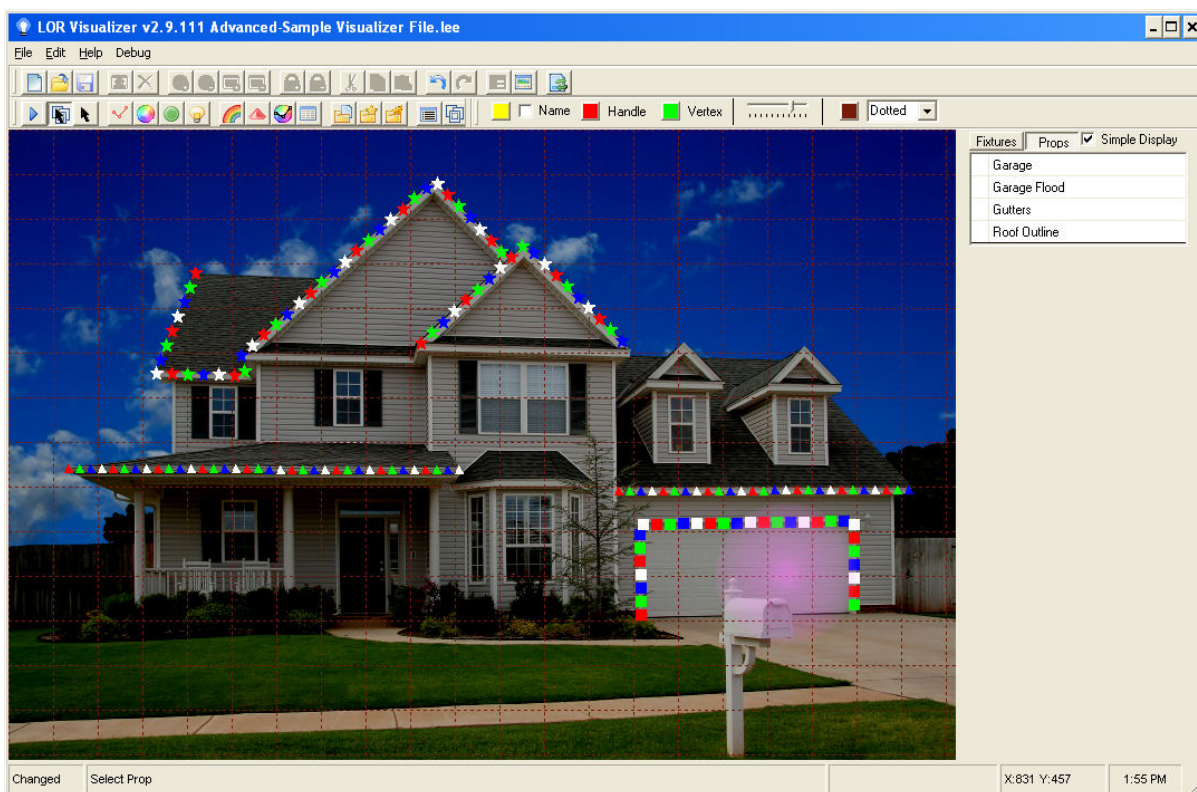 LOR Visualizer v2.9.111 Advanced-Sample Visualizer File.lee
File Edit Help Debug
Name Handle Vertex Dotted
Fixtures Props Simple Display
Garage
Garage Flood
Gutters
Roof Outline
Changed Select Prop X:831 Y:457 1:55 PM